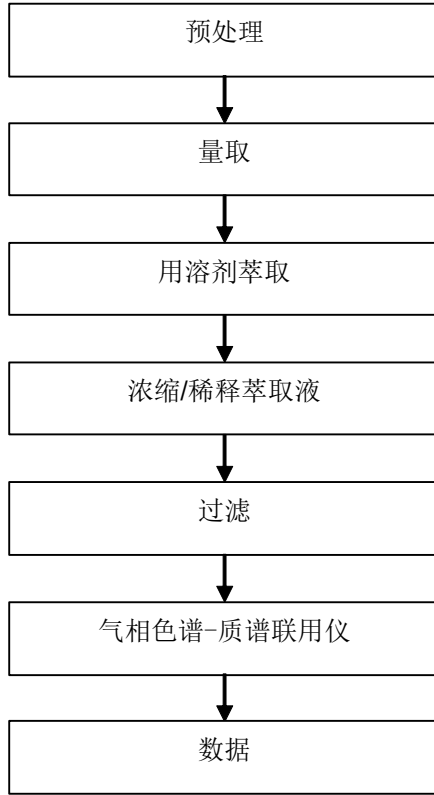 预处理
量取
用溶剂萃取
浓缩/稀释萃取液
过滤
气相色谱-质谱联用仪
数据